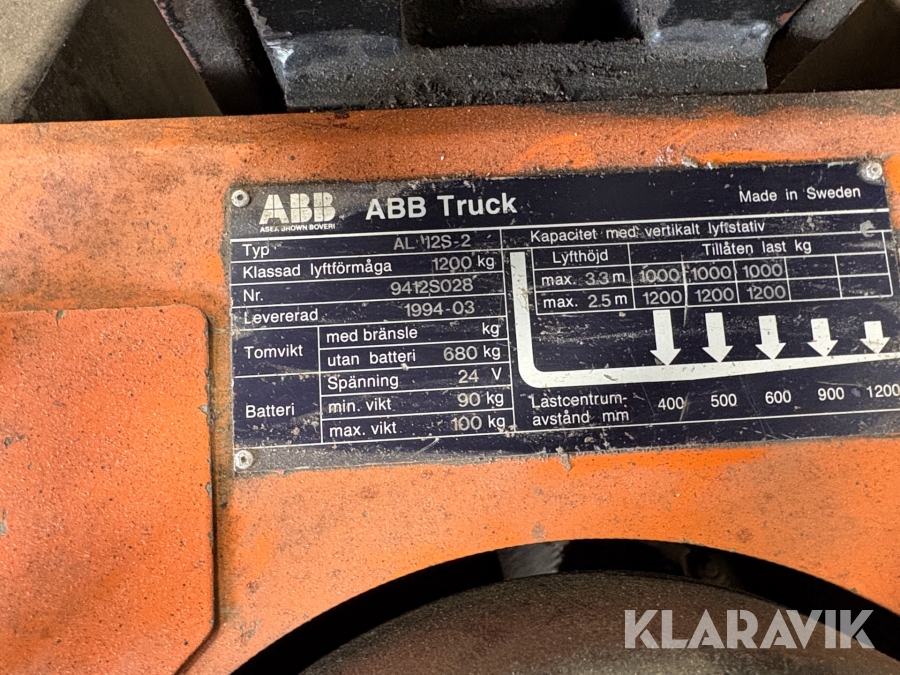 ABB ABB Truck Made in Sweden
ASEA BROWN BOVERI
Typ AL 12S-2
Klassad lyftförmåga 1200 kg
Nr. 9412S028
Levererad 1994-03
Tomvikt med bränsle kg
utan batteri 680 kg
Batteri Spänning 24 V
min. vikt 90 kg
max. vikt 100 kg
Kapacitet med vertikalt lyftstativ
Lyfthöjd Tillåten last kg
max. 3.3 m 1000 1000 1000
max. 2.5 m 1200 1200 1200
Lastcentrum-
avstånd mm 400 500 600 900 1200
KLARAVIK